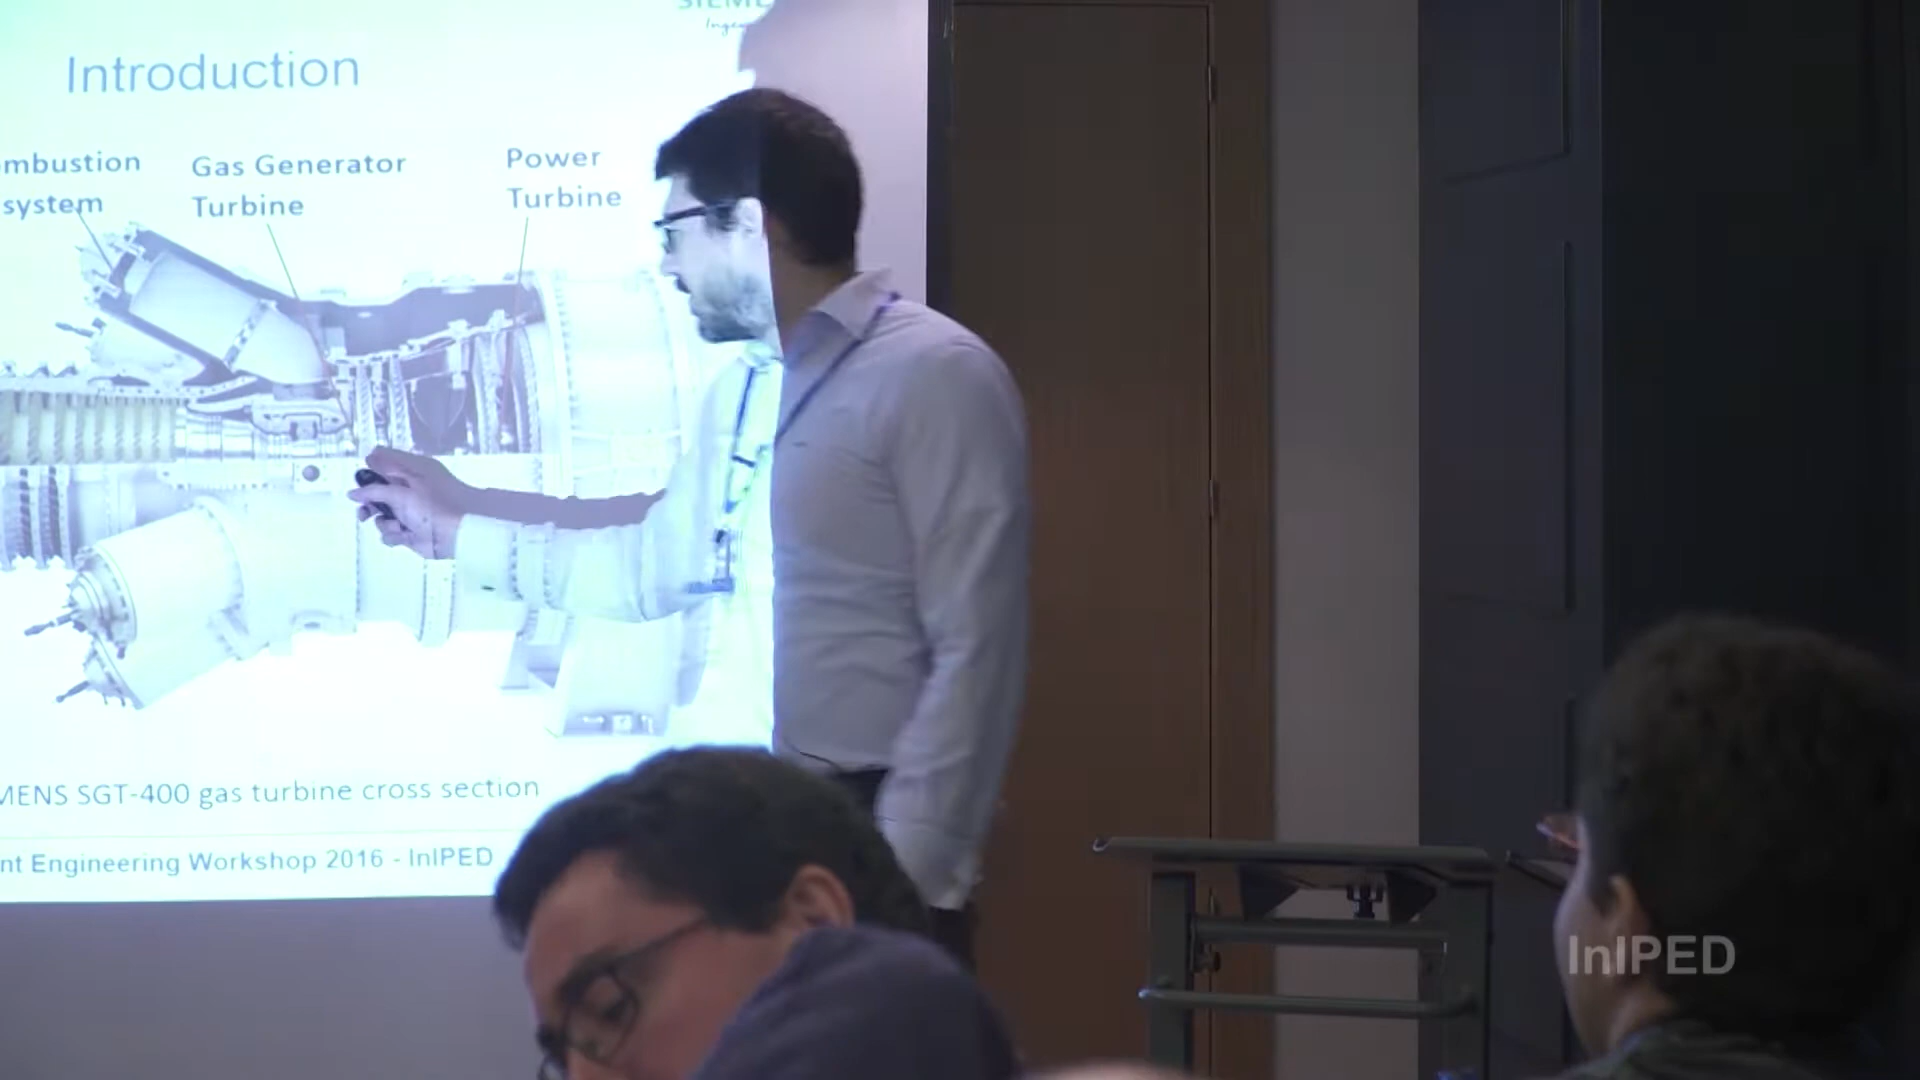 Introduction
ombustion
system
Gas Generator
Turbine
Power
Turbine
MENS SGT-400 gas turbine cross section
nt Engineering Workshop 2016 - InIPED
InIPED